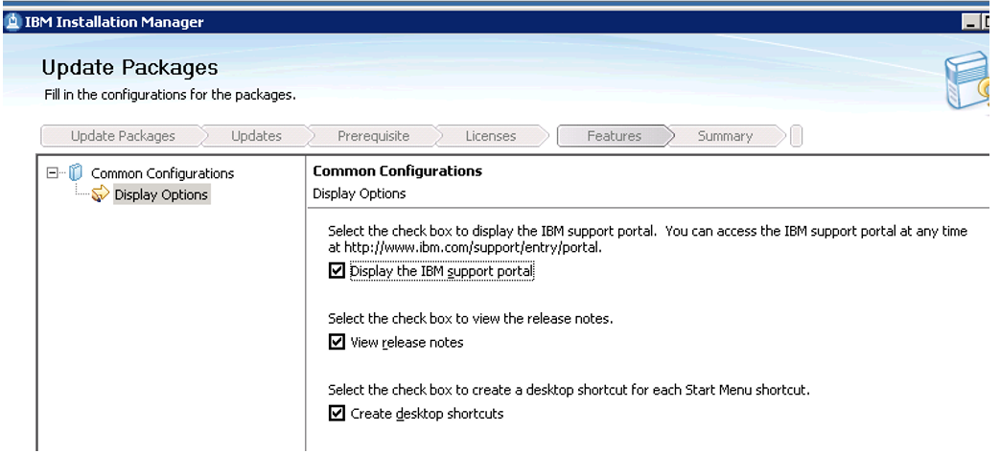 IBM Installation Manager
Update Packages
Fill in the configurations for the packages.
Update Packages
Updates
Prerequisite
Licenses
Features
Summary
Common Configurations
Display Options
Common Configurations
Display Options
Select the check box to display the IBM support portal.  You can access the IBM support portal at any time
at http://www.ibm.com/support/entry/portal.
Display the IBM support portal
Select the check box to view the release notes.
View release notes
Select the check box to create a desktop shortcut for each Start Menu shortcut.
Create desktop shortcuts